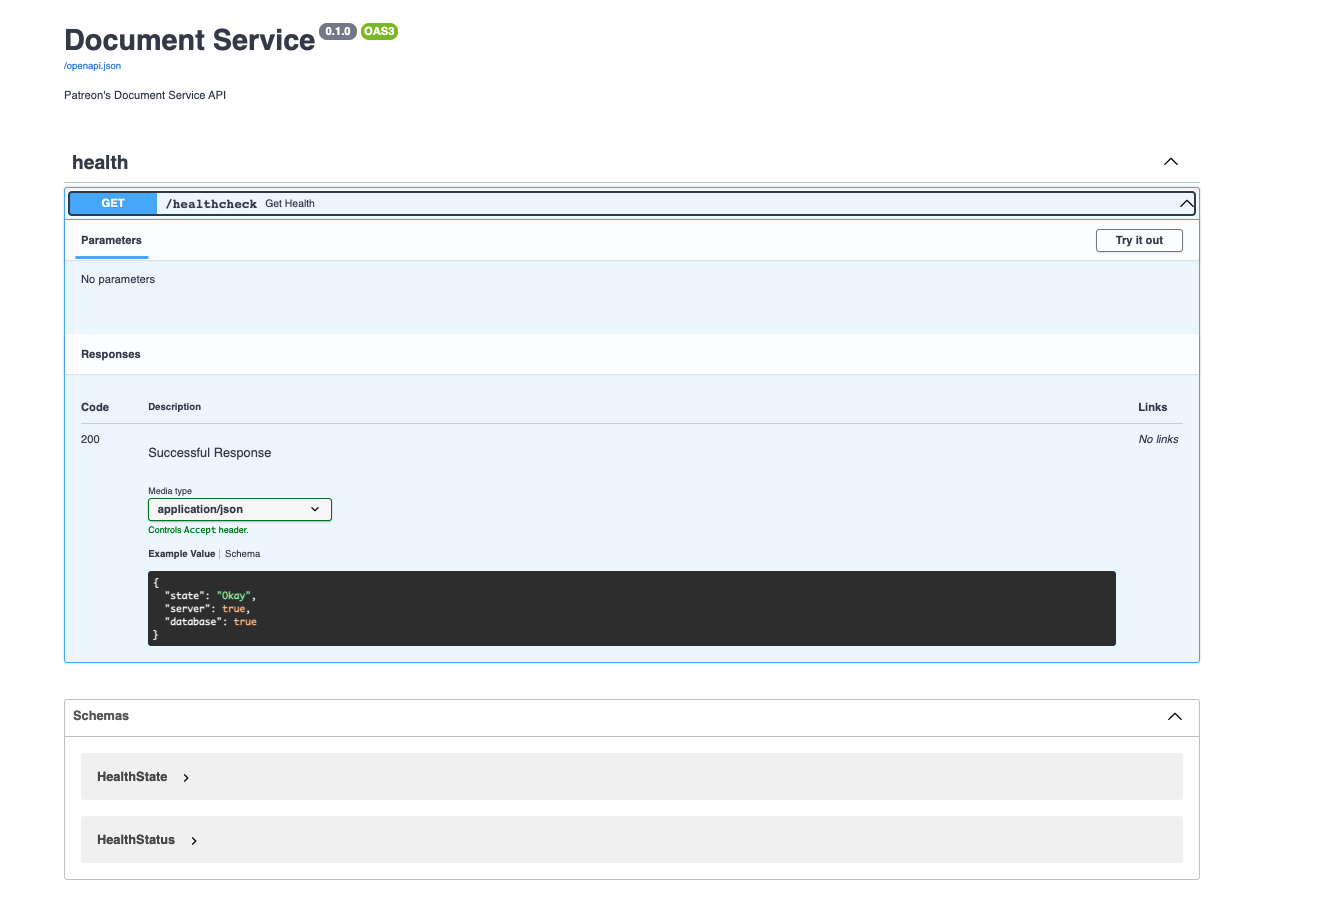 Document Service 0.1.0 OAS3
/openapi.json
Patreon's Document Service API
health
GET /healthcheck Get Health
Parameters Try it out
No parameters
Responses
Code Description Links
200 No links
Successful Response
Media type
application/json
Controls Accept header.
Example Value Schema
{
  "state": "Okay",
  "server": true,
  "database": true
}
Schemas
HealthState
HealthStatus